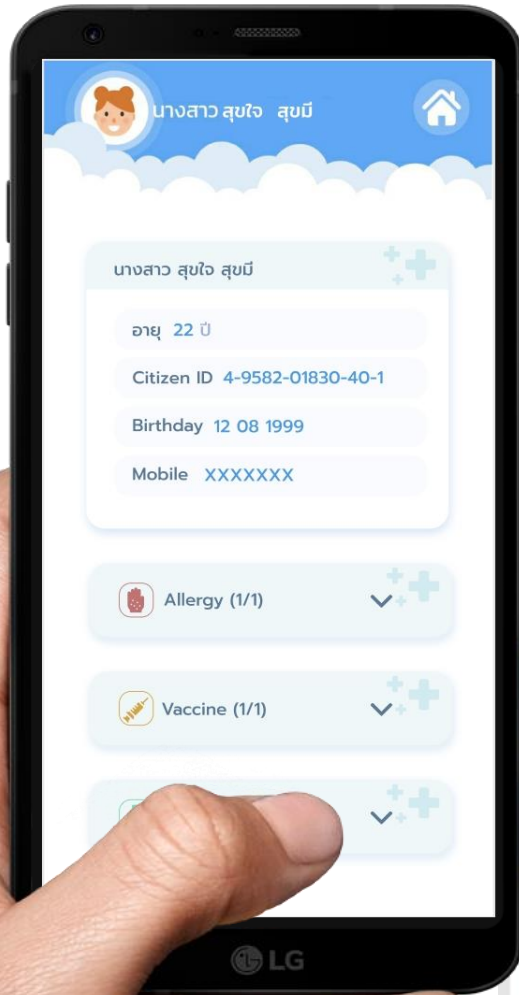 นางสาว สุขใจ สุขมี
นางสาว สุขใจ สุขมี
อายุ 22 ปี
Citizen ID 4-9582-01830-40-1
Birthday 12 08 1999
Mobile XXXXXXX
Allergy (1/1)
Vaccine (1/1)
LG